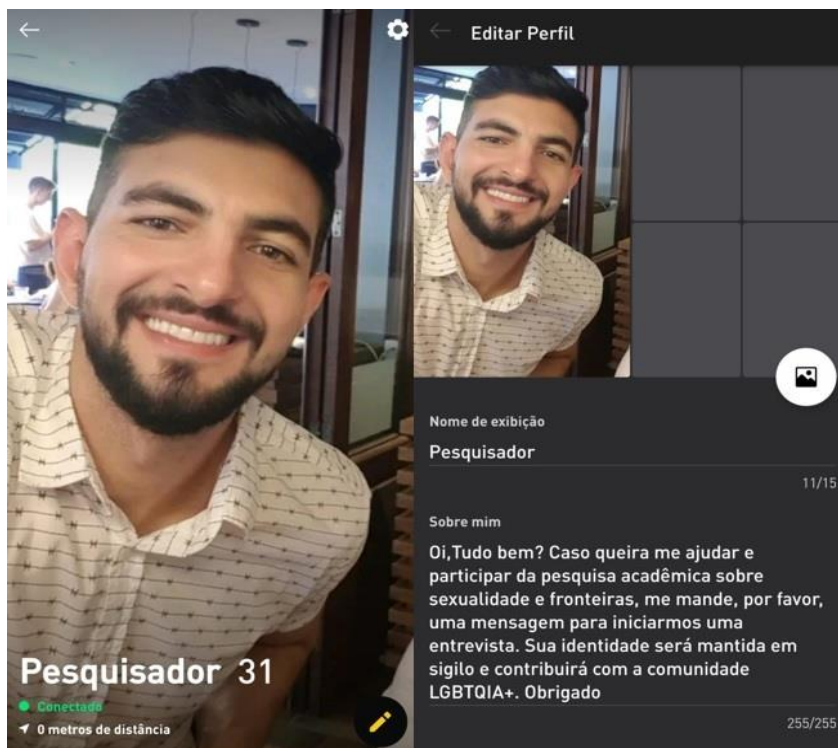 Pesquisador 31
Conectado
0 metros de distância
Editar Perfil
Nome de exibição
Pesquisador
11/15
Sobre mim
Oi,Tudo bem? Caso queira me ajudar e
participar da pesquisa acadêmica sobre
sexualidade e fronteiras, me mande, por favor,
uma mensagem para iniciarmos uma
entrevista. Sua identidade será mantida em
sigilo e contribuirá com a comunidade
LGBTQIA+. Obrigado
255/255